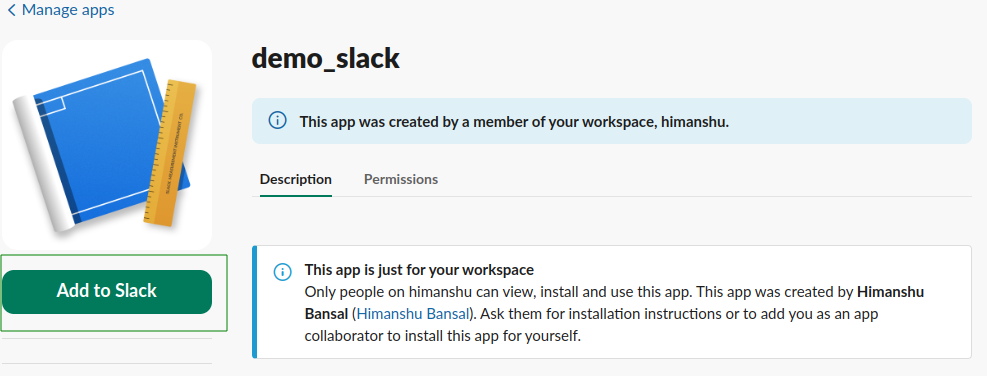 Manage apps
demo_slack
This app was created by a member of your workspace, himanshu.
Description
Permissions
Add to Slack
This app is just for your workspace
Only people on himanshu can view, install and use this app. This app was created by Himanshu
Bansal (Himanshu Bansal). Ask them for installation instructions or to add you as an app
collaborator to install this app for yourself.